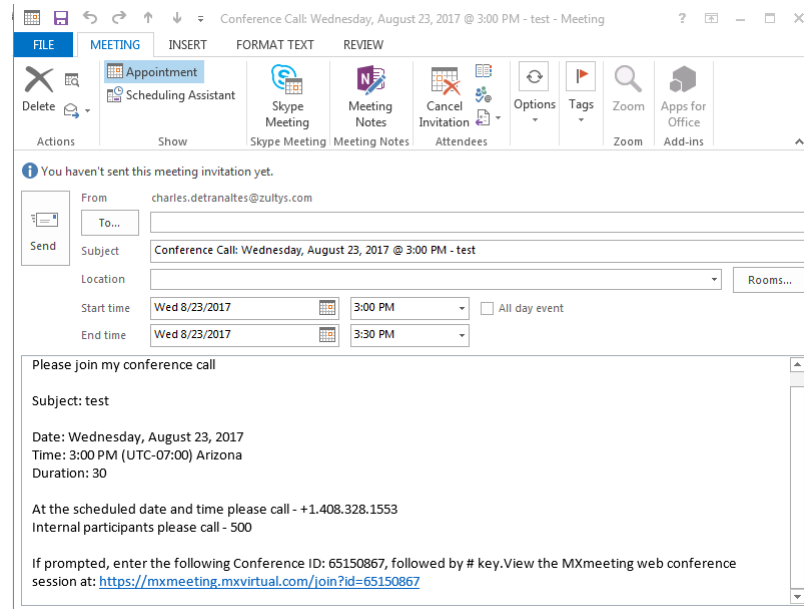 Conference Call: Wednesday, August 23, 2017 @ 3:00 PM - test - Meeting
?
FILE MEETING INSERT FORMAT TEXT REVIEW
Delete
Appointment
Scheduling Assistant
Skype Meeting
Meeting Notes
Cancel Invitation
Options
Tags
Zoom
Apps for Office
Actions Show Skype Meeting Meeting Notes Attendees Zoom Add-ins
You haven't sent this meeting invitation yet.
Send
From charles.detranaltes@zultys.com
To...
Subject Conference Call: Wednesday, August 23, 2017 @ 3:00 PM - test
Location Rooms...
Start time Wed 8/23/2017 3:00 PM All day event
End time Wed 8/23/2017 3:30 PM
Please join my conference call
Subject: test
Date: Wednesday, August 23, 2017
Time: 3:00 PM (UTC-07:00) Arizona
Duration: 30
At the scheduled date and time please call - +1.408.328.1553
Internal participants please call - 500
If prompted, enter the following Conference ID: 65150867, followed by # key.View the MXmeeting web conference
session at: https://mxmeeting.mxvirtual.com/join?id=65150867